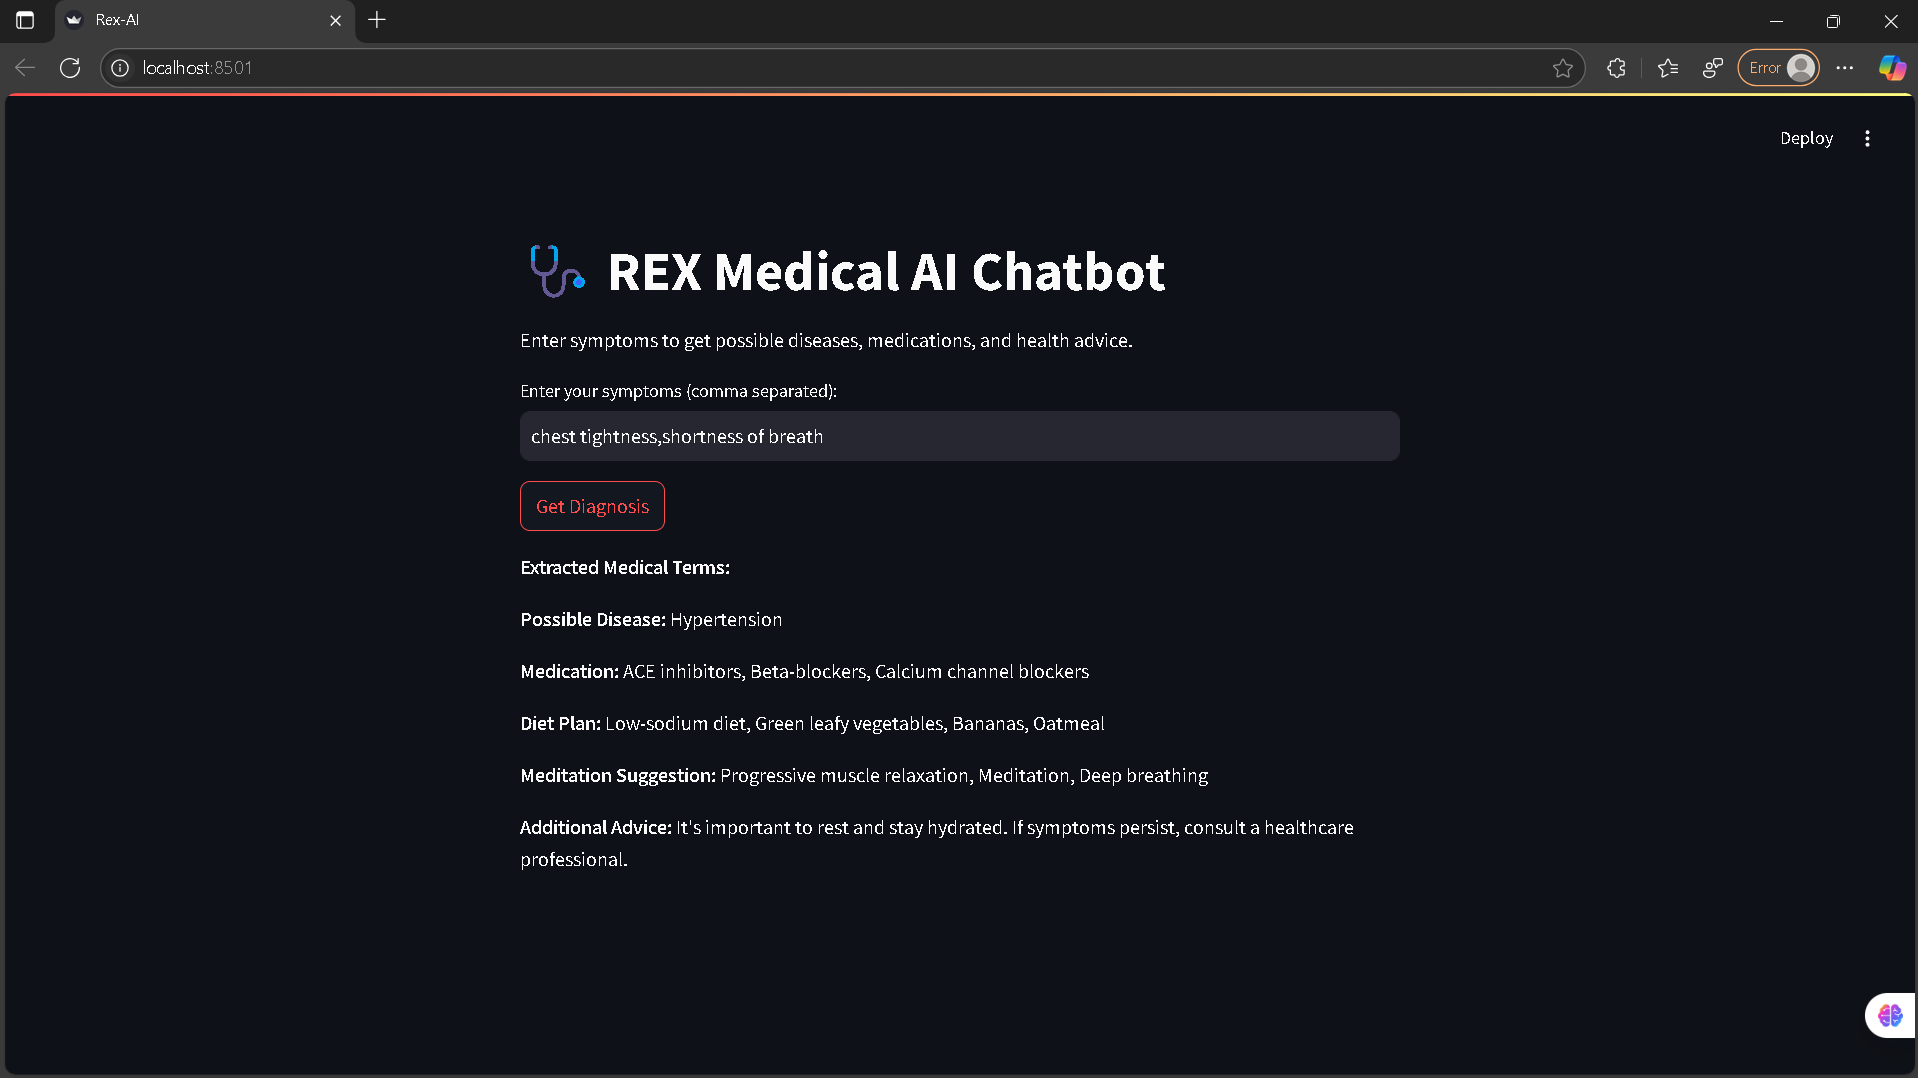 Rex-AI
localhost:8501
Error
Deploy
REX Medical AI Chatbot
Enter symptoms to get possible diseases, medications, and health advice.
Enter your symptoms (comma separated):
chest tightness,shortness of breath
Get Diagnosis
Extracted Medical Terms:
Possible Disease: Hypertension
Medication: ACE inhibitors, Beta-blockers, Calcium channel blockers
Diet Plan: Low-sodium diet, Green leafy vegetables, Bananas, Oatmeal
Meditation Suggestion: Progressive muscle relaxation, Meditation, Deep breathing
Additional Advice: It's important to rest and stay hydrated. If symptoms persist, consult a healthcare
professional.